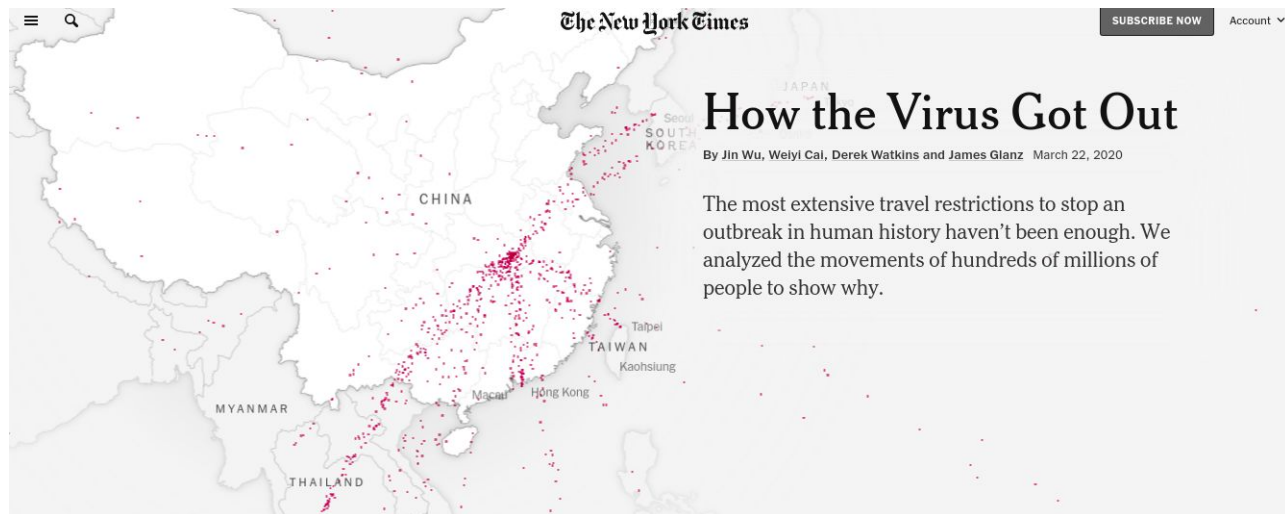 The New York Times
SUBSCRIBE NOW
Account
JAPAN
How the Virus Got Out
Seoul
SOUTH
KOREA
By Jin Wu, Weiyi Cai, Derek Watkins and James Glanz March 22, 2020
CHINA
The most extensive travel restrictions to stop an
outbreak in human history haven’t been enough. We
analyzed the movements of hundreds of millions of
people to show why.
Taipei
TAIWAN
Kaohsiung
Macau
Hong Kong
MYANMAR
THAILAND